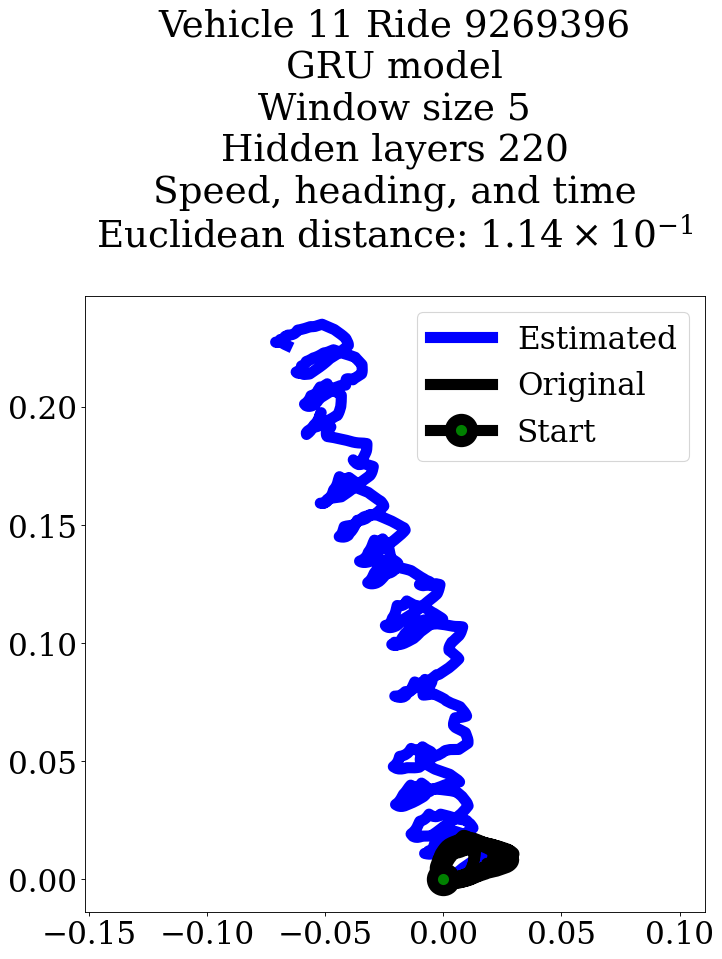 Vehicle 11 Ride 9269396
GRU model
Window size 5
Hidden layers 220
Speed, heading, and time
Euclidean distance: 1.14 × 10⁻¹
Estimated
Original
Start
0.20
0.15
0.10
0.05
0.00
−0.15 −0.10 −0.05 0.00 0.05 0.10